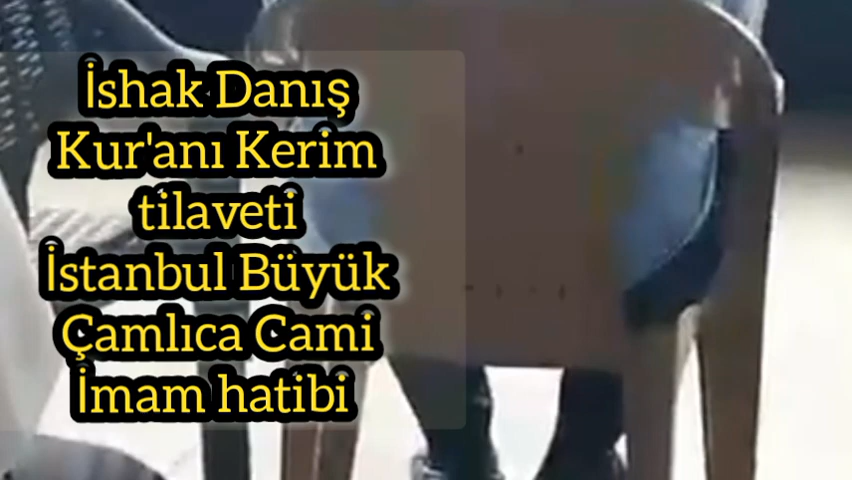 İshak Danış
Kur'anı Kerim
tilaveti
İstanbul Büyük
Çamlıca Cami
İmam hatibi